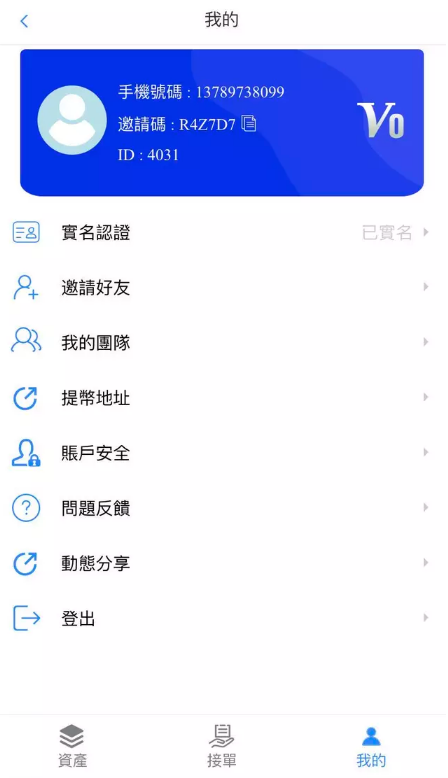 我的
手機號碼 : 13789738099
邀請碼 : R4Z7D7
ID : 4031
V0
實名認證 已實名
邀請好友
我的團隊
提幣地址
賬戶安全
問題反饋
動態分享
登出
資產 接單 我的